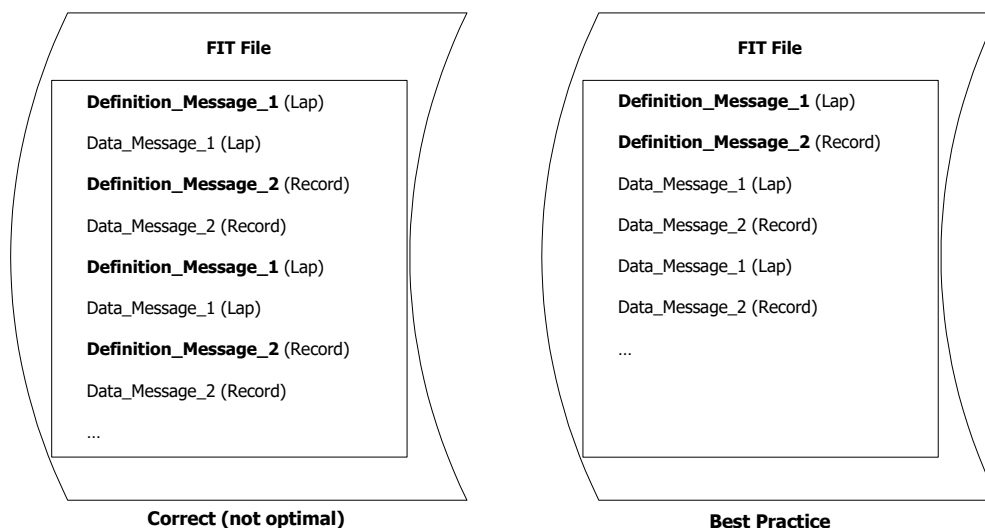 FIT File
Definition_Message_1 (Lap)
Data_Message_1 (Lap)
Definition_Message_2 (Record)
Data_Message_2 (Record)
Definition_Message_1 (Lap)
Data_Message_1 (Lap)
Definition_Message_2 (Record)
Data_Message_2 (Record)
...
Correct (not optimal)
FIT File
Definition_Message_1 (Lap)
Definition_Message_2 (Record)
Data_Message_1 (Lap)
Data_Message_2 (Record)
Data_Message_1 (Lap)
Data_Message_2 (Record)
...
Best Practice